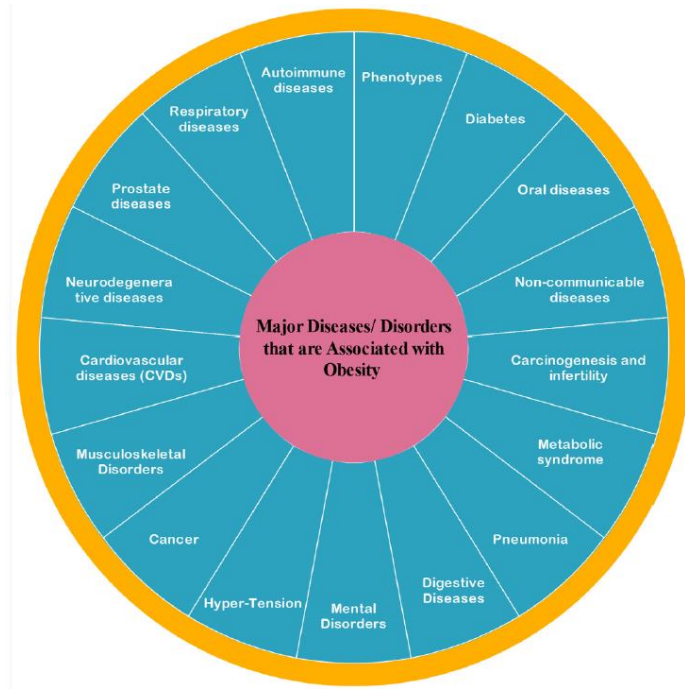 Major Diseases/ Disorders
that are Associated with
Obesity
Phenotypes
Diabetes
Oral diseases
Non-communicable
diseases
Carcinogenesis and
infertility
Metabolic
syndrome
Pneumonia
Digestive
Diseases
Mental
Disorders
Hyper-Tension
Cancer
Musculoskeletal
Disorders
Cardiovascular
diseases (CVDs)
Neurodegenera
tive diseases
Prostate
diseases
Respiratory
diseases
Autoimmune
diseases